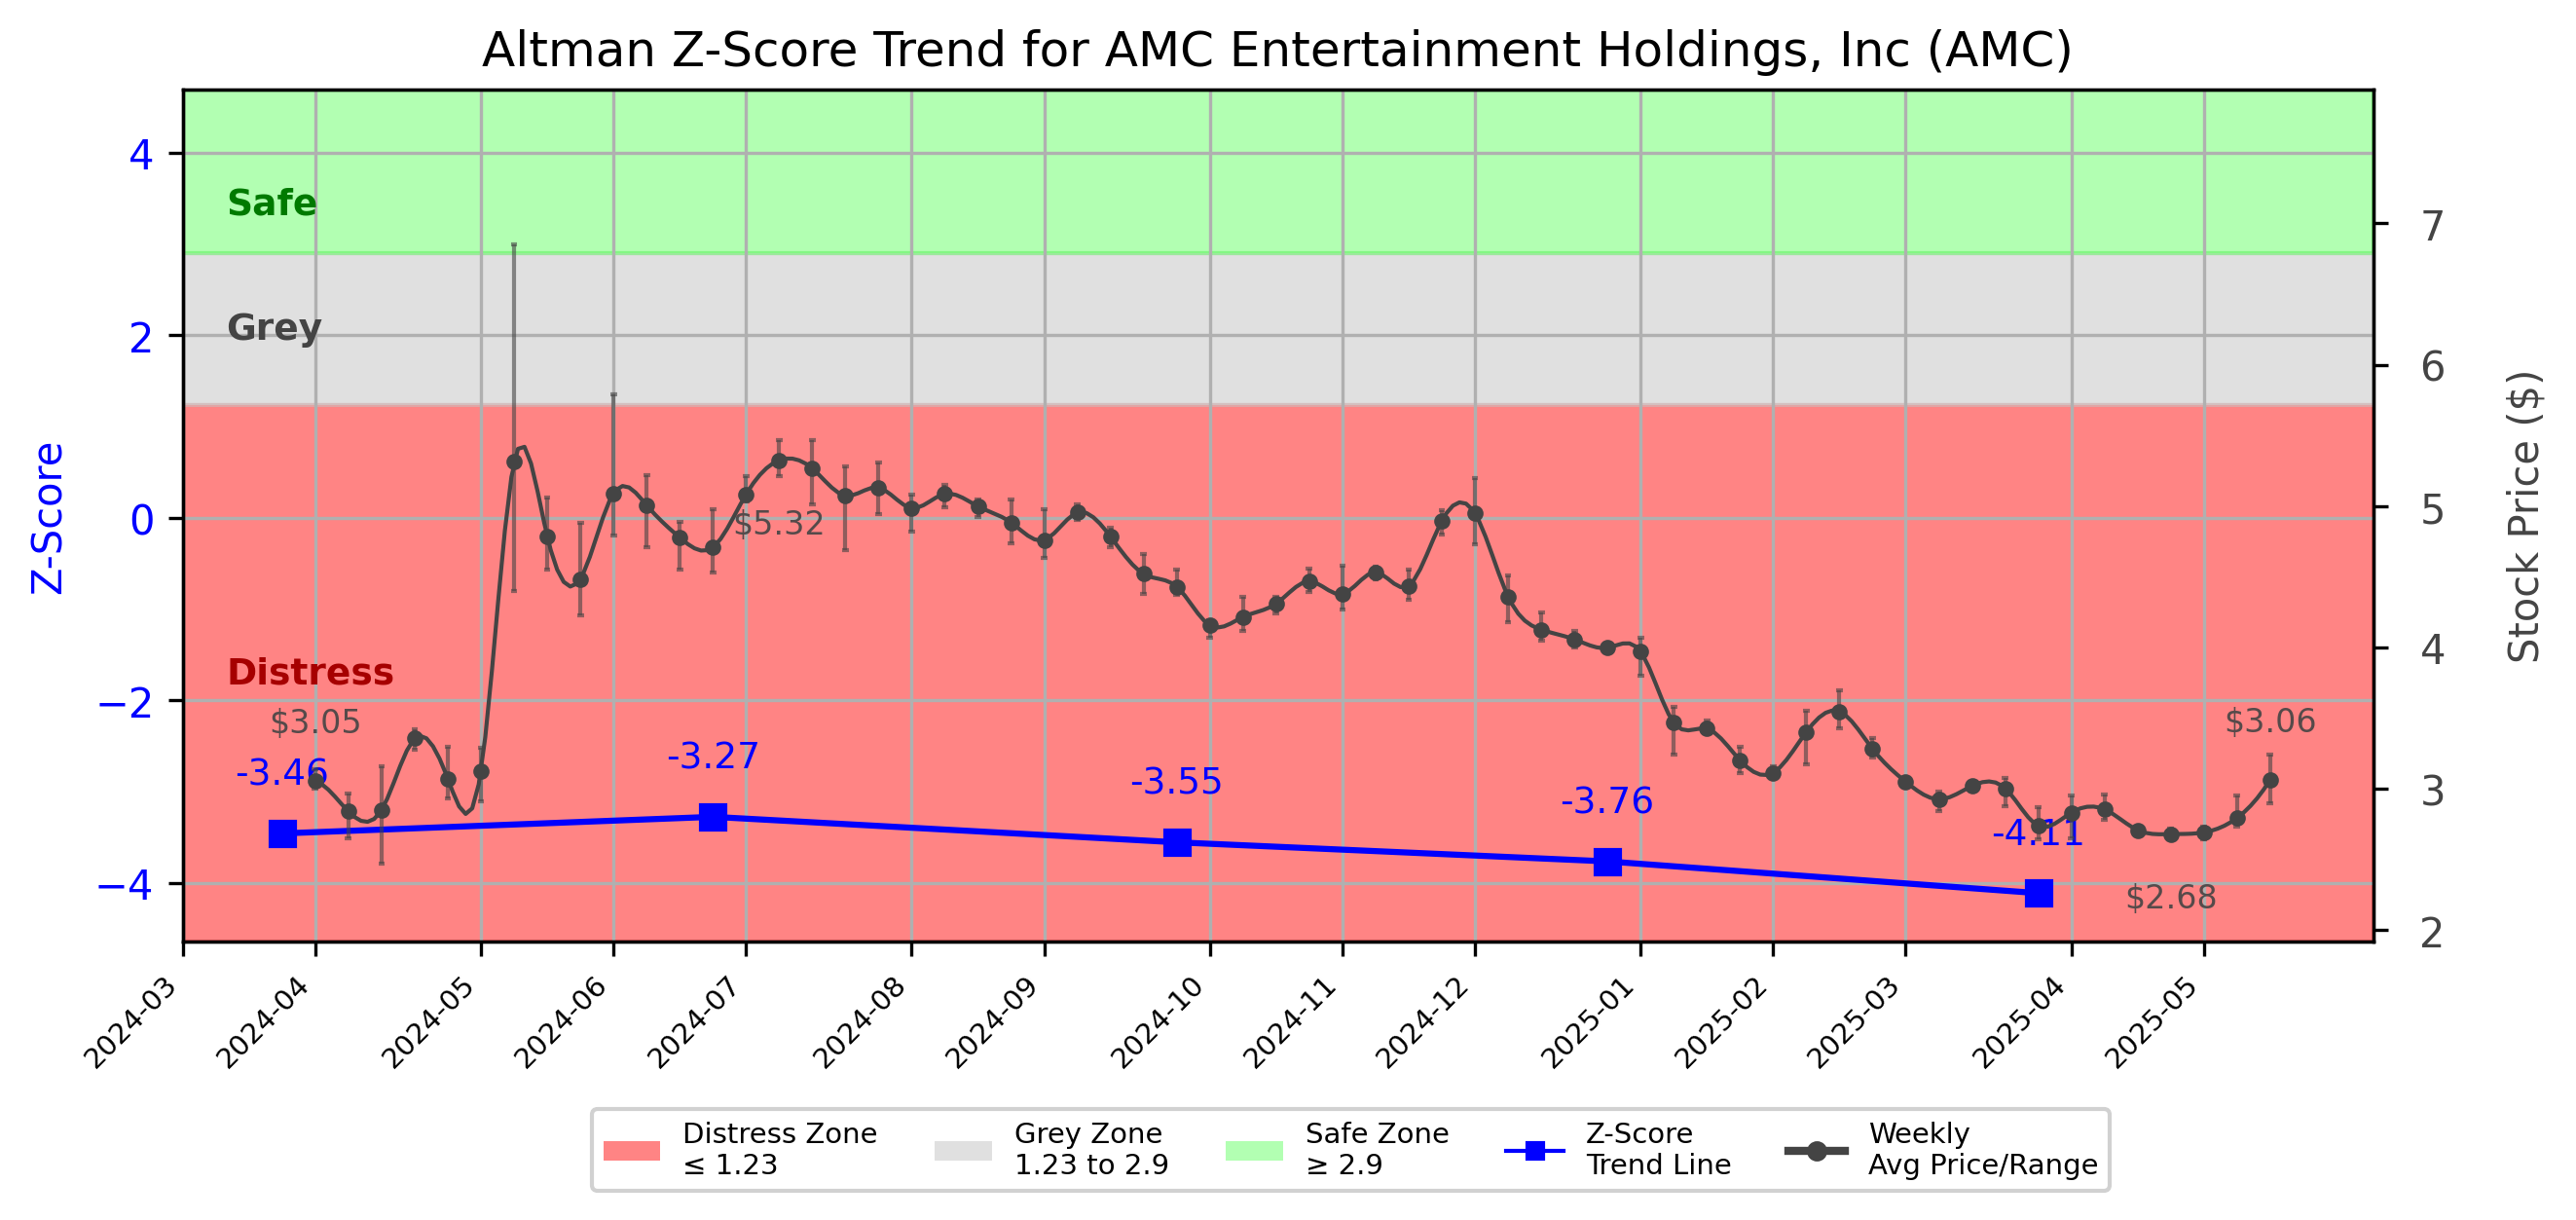 Altman Z-Score Trend for AMC Entertainment Holdings, Inc (AMC)
Z-Score
4
2
0
−2
−4
Safe
Grey
Distress
$3.05
-3.46
-3.27
$5.32
-3.55
-3.76
-4.11
$2.68
$3.06
7
6
5
4
3
2
Stock Price ($)
2024-03
2024-04
2024-05
2024-06
2024-07
2024-08
2024-09
2024-10
2024-11
2024-12
2025-01
2025-02
2025-03
2025-04
2025-05
Distress Zone
≤ 1.23
Grey Zone
1.23 to 2.9
Safe Zone
≥ 2.9
Z-Score
Trend Line
Weekly
Avg Price/Range